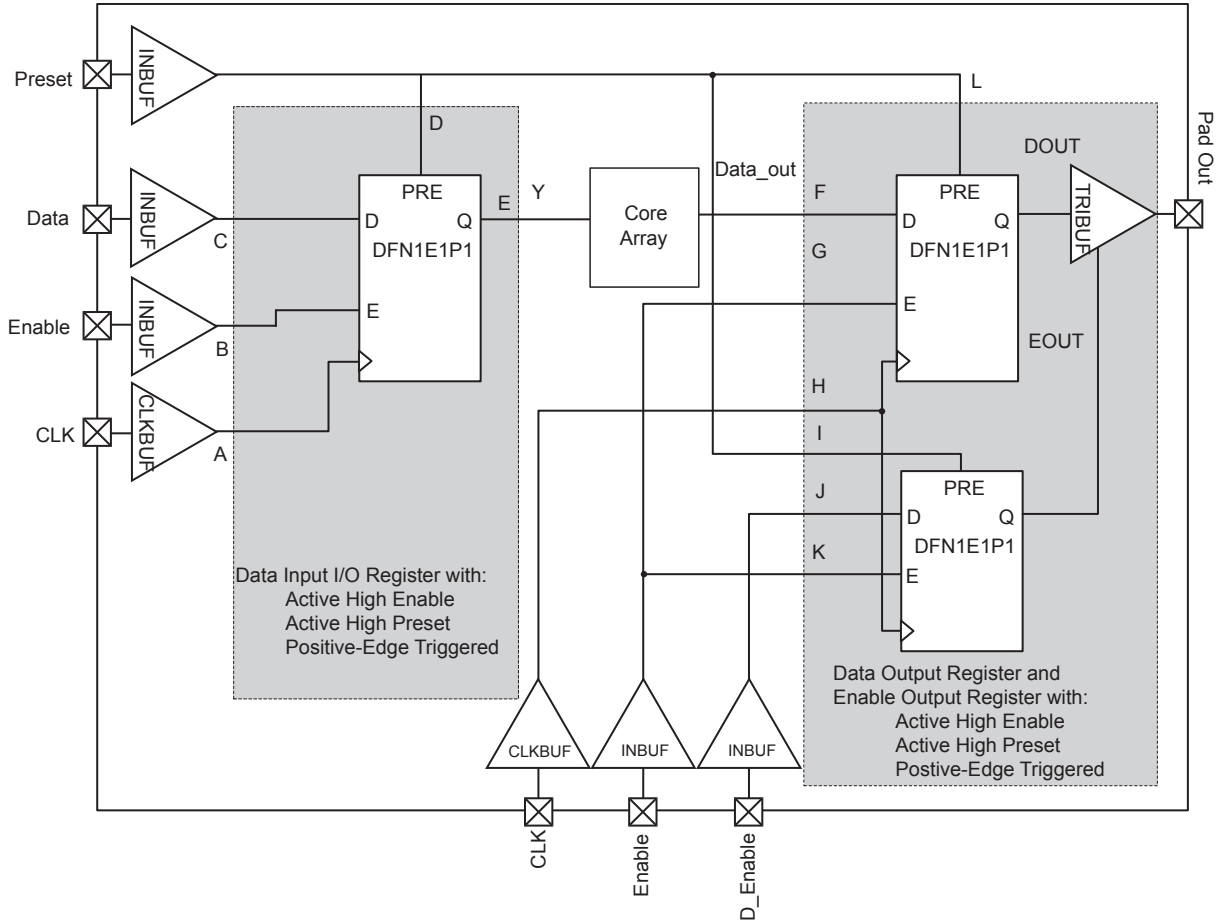 Preset
INBUF
L
D
Pad Out
DOUT
Data
INBUF
C
PRE
D
Q
DFN1E1P1
E
E
Y
Core
Array
Data_out
F
G
PRE
D
Q
DFN1E1P1
E
TRIBUF
EOUT
Enable
INBUF
B
CLK
CLKBUF
A
H
I
J
K
PRE
D
Q
DFN1E1P1
E
Data Input I/O Register with:
Active High Enable
Active High Preset
Positive-Edge Triggered
Data Output Register and
Enable Output Register with:
Active High Enable
Active High Preset
Postive-Edge Triggered
CLKBUF
INBUF
INBUF
CLK
Enable
D_Enable